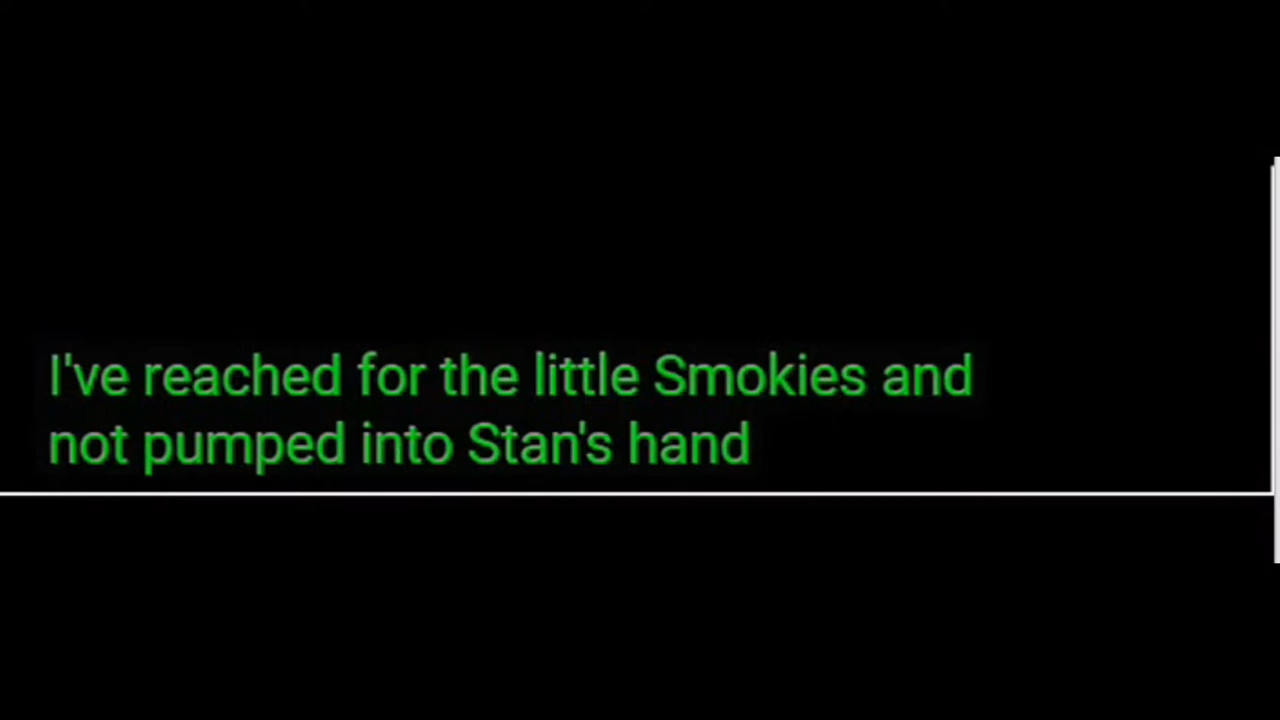 I've reached for the little Smokies and
not pumped into Stan's hand